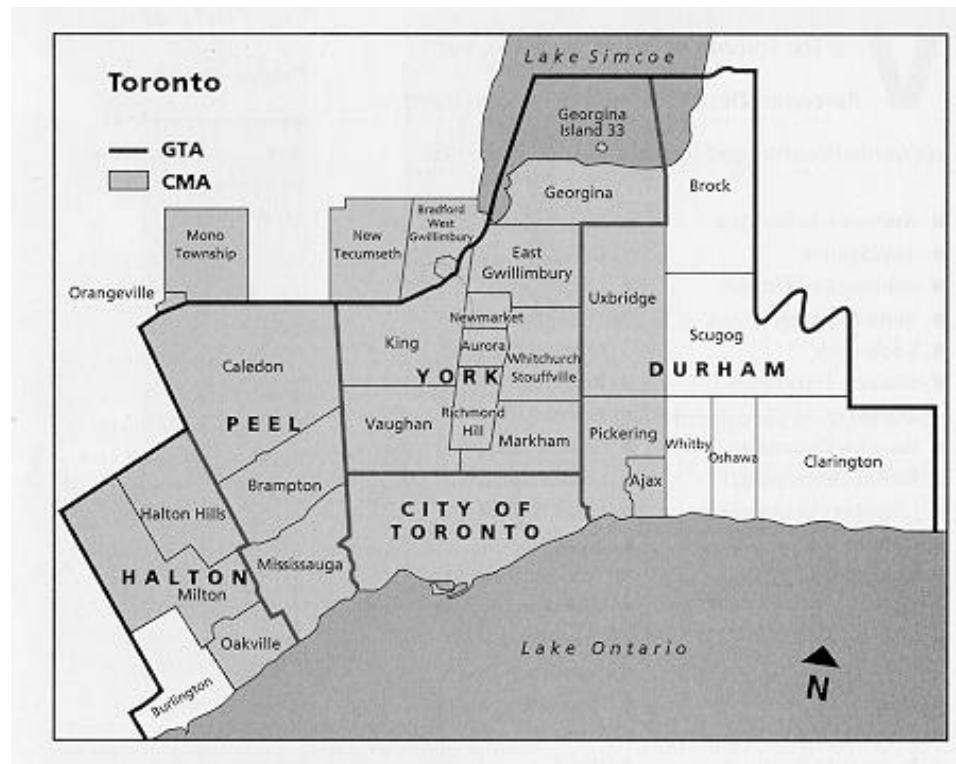 Lake Simcoe
Toronto
GTA
CMA
Georgina
Island 33
Georgina
Brock
Mono
Township
New
Tecumseth
Bradford
West
Gwillimbury
East
Gwillimbury
Orangeville
Uxbridge
Newmarket
Scugog
King
Aurora
Whitchurch
Stouffville
Caledon
YORK
DURHAM
PEEL
Vaughan
Richmond
Hill
Markham
Pickering
Whitby
Oshawa
Clarington
Brampton
Ajax
Halton Hills
CITY OF
TORONTO
Mississauga
HALTON
Milton
Oakville
Lake Ontario
Burlington
N